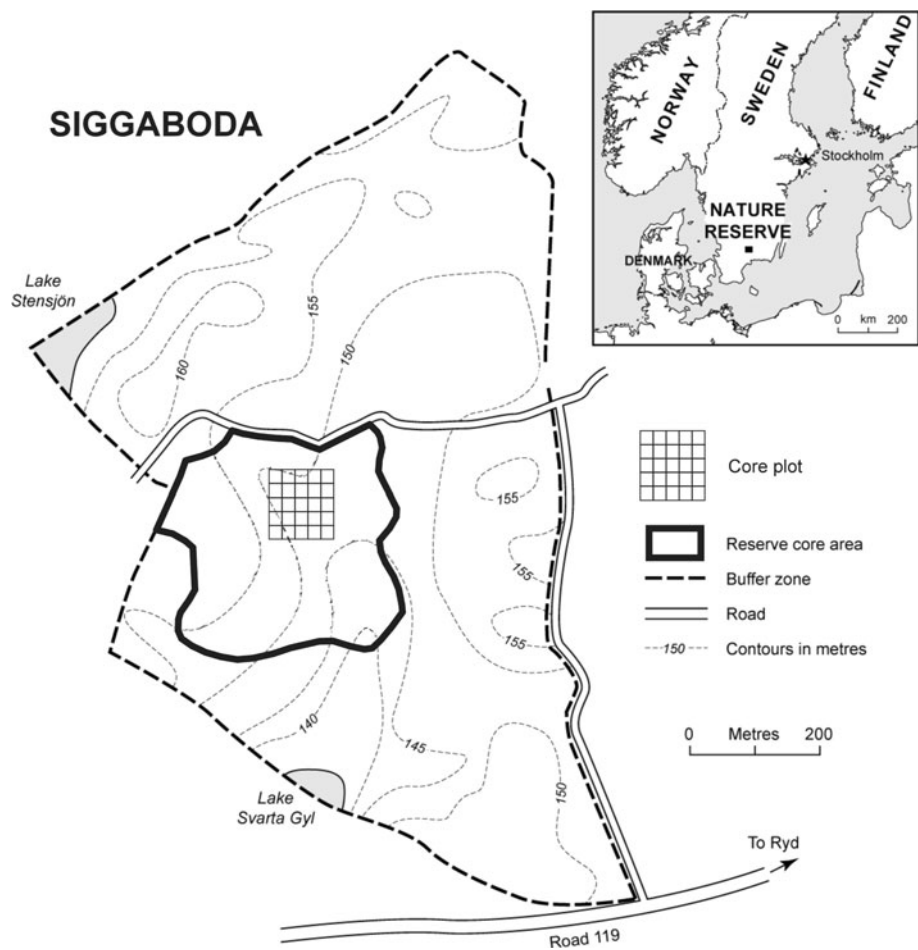 SIGGABODA
NORWAY
SWEDEN
FINLAND
Stockholm
NATURE
RESERVE
DENMARK
0 km 200
Lake
Stensjön
155
150
160
155
155
155
140
145
150
Lake
Svarta Gyl
Core plot
Reserve core area
Buffer zone
Road
150 Contours in metres
0 Metres 200
To Ryd
Road 119